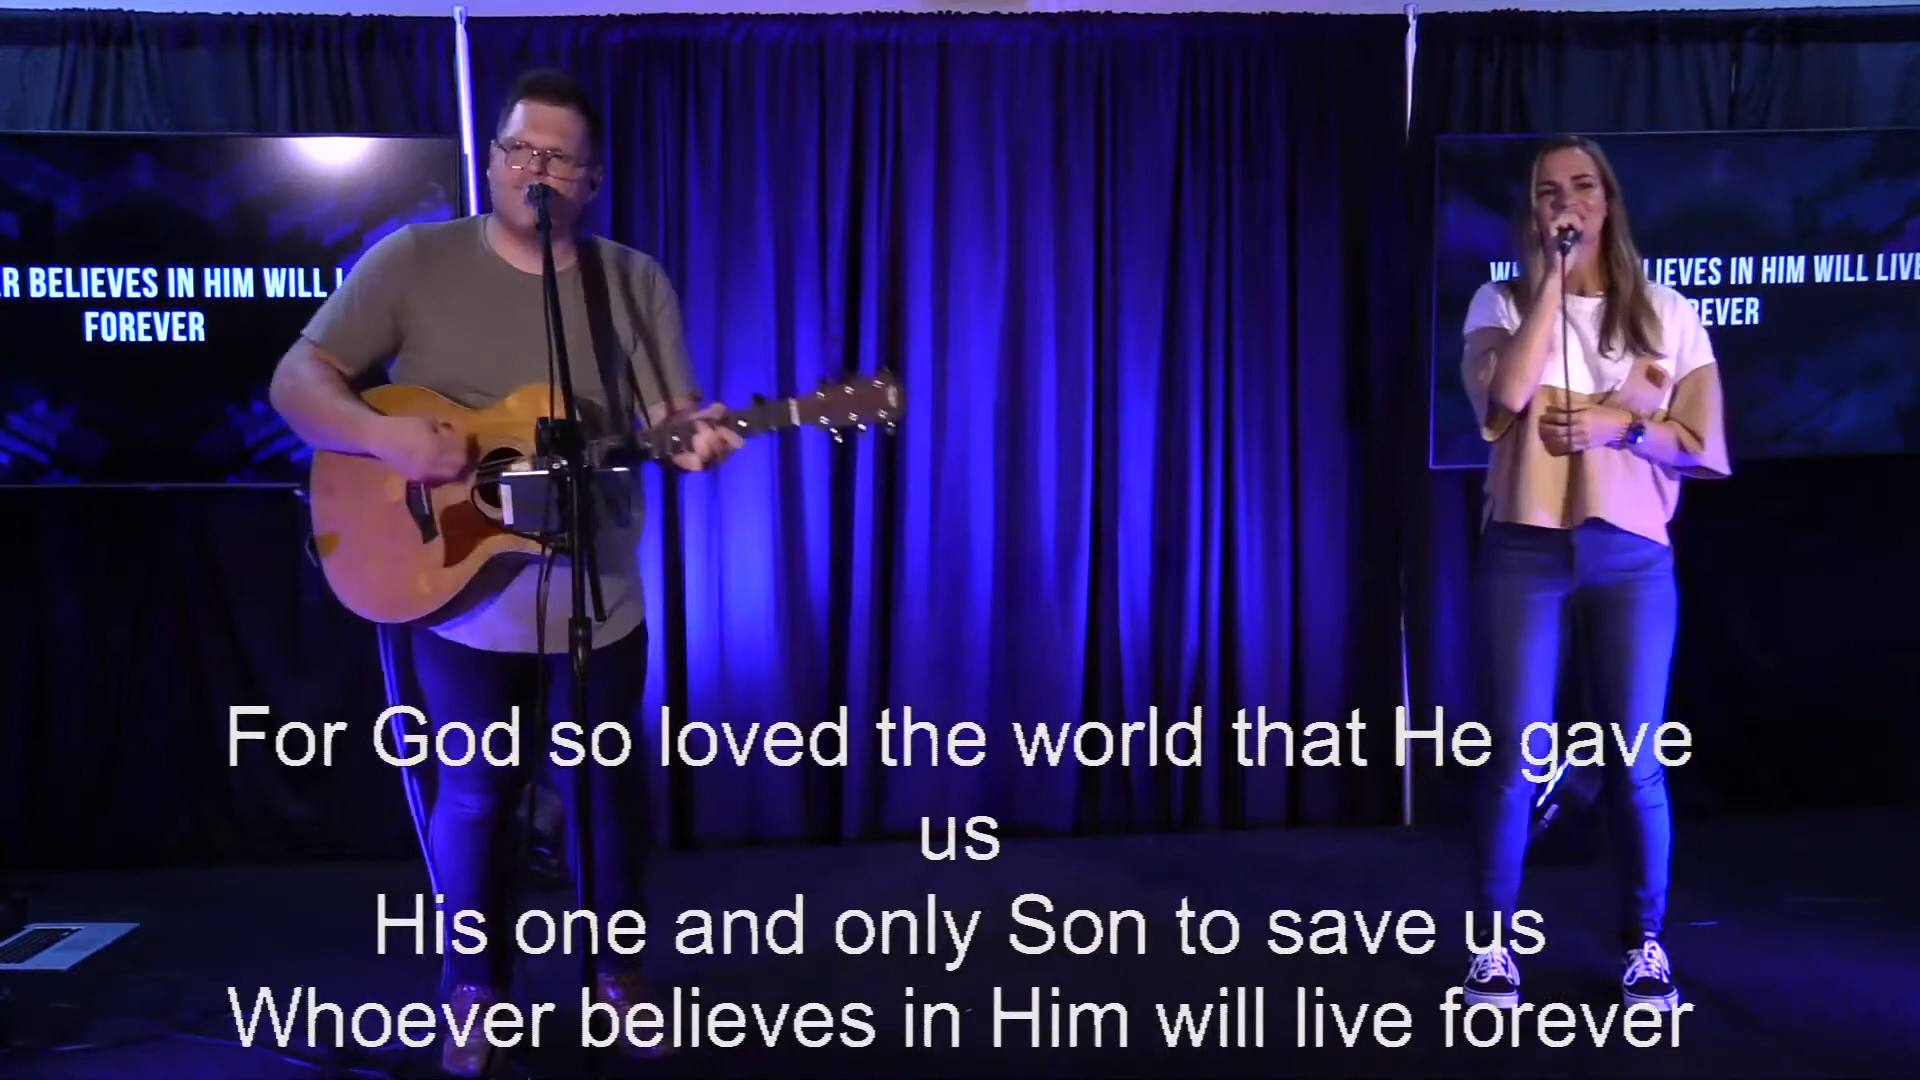 R BELIEVES IN HIM WILL
FOREVER
LIEVES IN HIM WILL LIVE
EVER
For God so loved the world that He gave
us
His one and only Son to save us
Whoever believes in Him will live forever